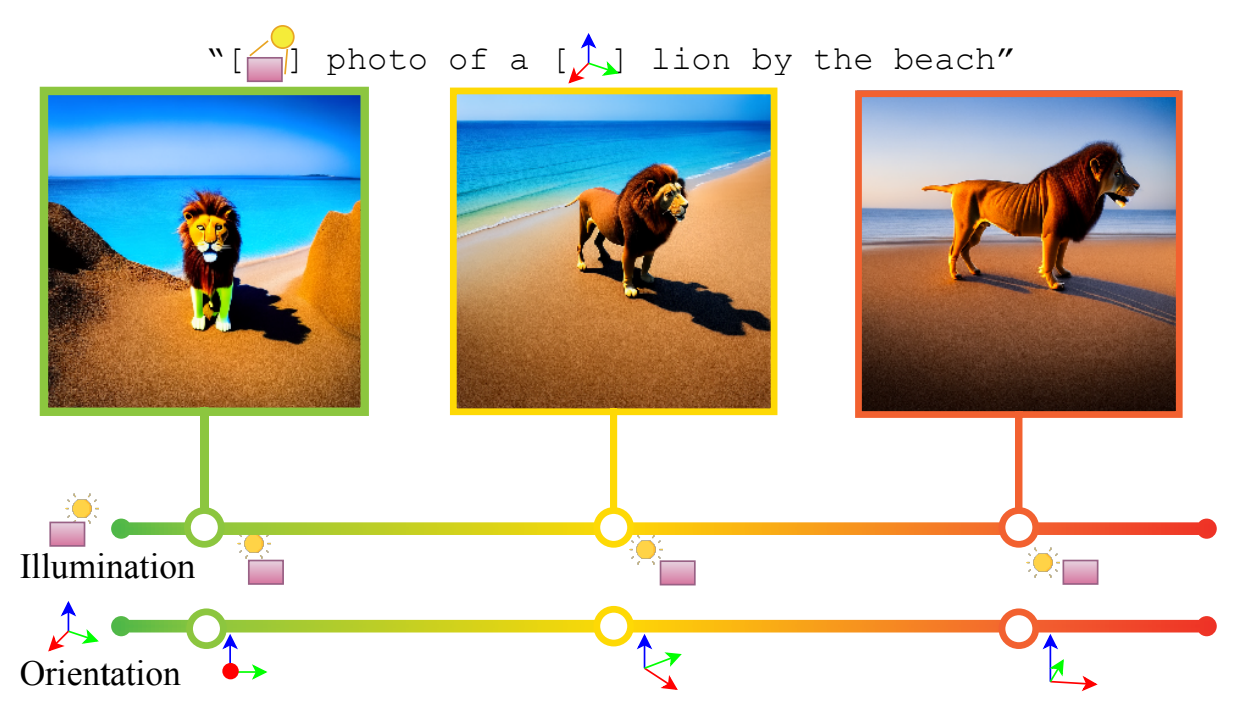 “[ ] photo of a [ ] lion by the beach”
Illumination
Orientation